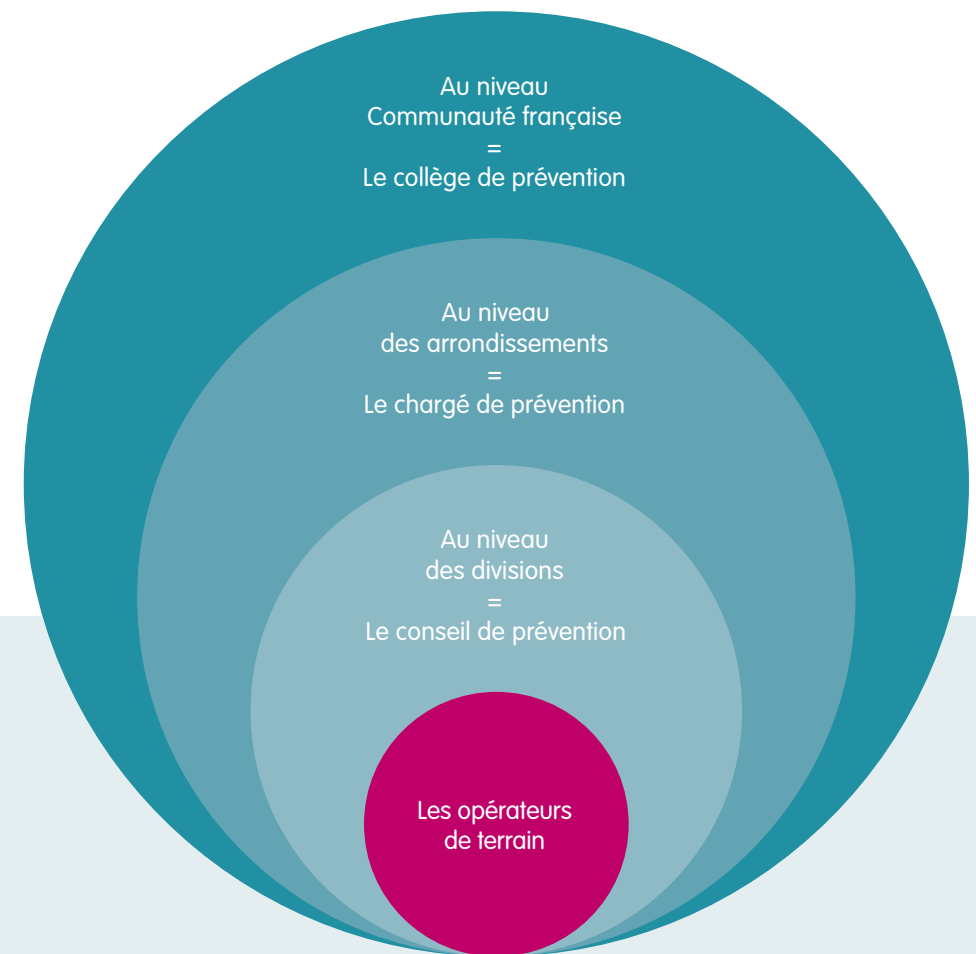 Au niveau
Communauté française
=
Le collège de prévention
Au niveau
des arrondissements
=
Le chargé de prévention
Au niveau
des divisions
=
Le conseil de prévention
Les opérateurs
de terrain